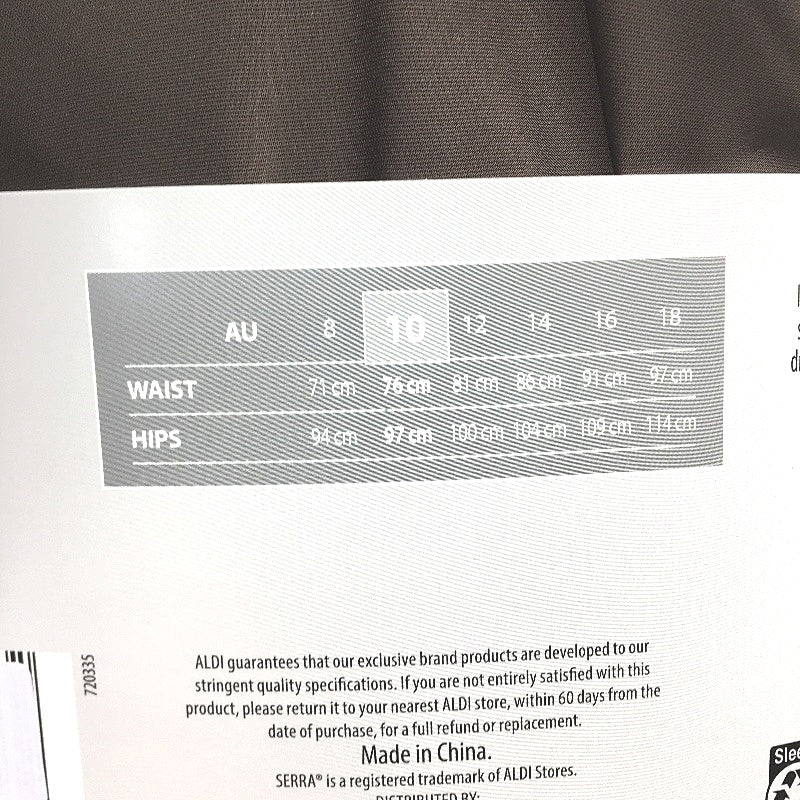 AU 8 10 12 14 16 18
WAIST 71 cm 76 cm 81 cm 86 cm 91 cm 97 cm
HIPS 94 cm 97 cm 100 cm 104 cm 109 cm 114 cm
720335
ALDI guarantees that our exclusive brand products are developed to our
stringent quality specifications. If you are not entirely satisfied with this
product, please return it to your nearest ALDI store, within 60 days from the
date of purchase, for a full refund or replacement.
Made in China.
SERRA® is a registered trademark of ALDI Stores.
DISTRIBUTED BY: